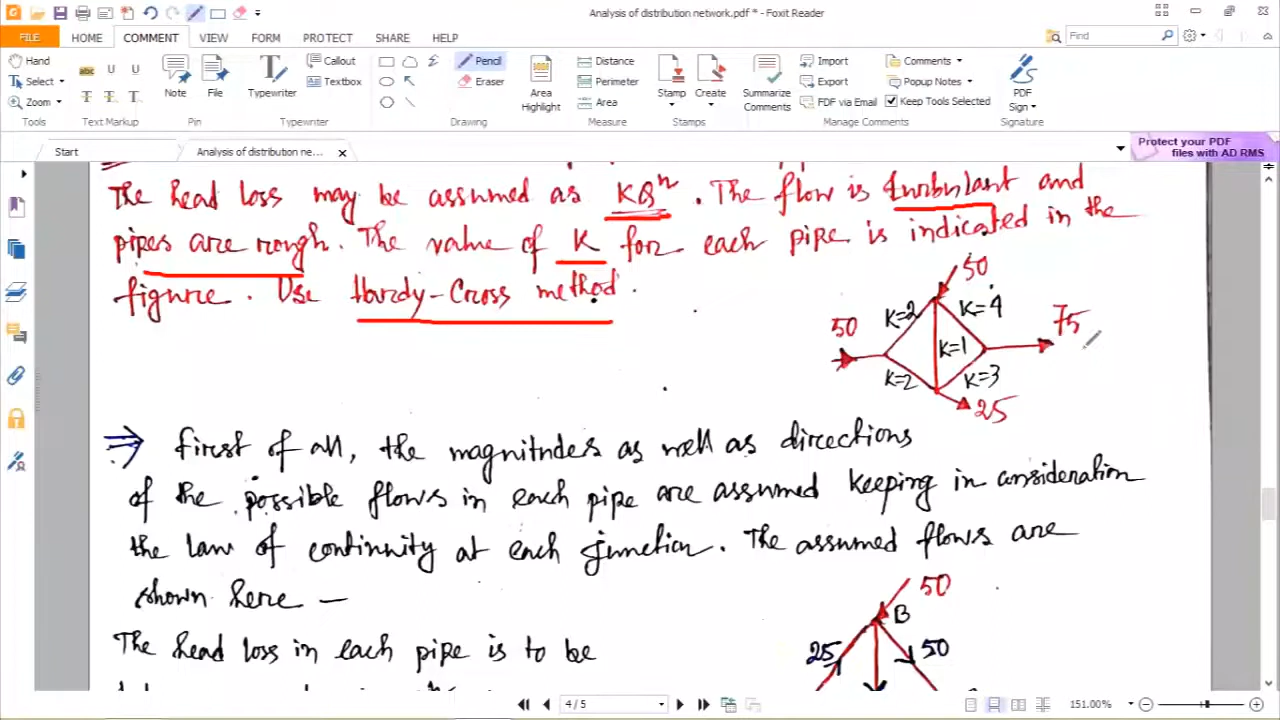 Analysis of distribution network.pdf * - Foxit Reader
FILE HOME COMMENT VIEW FORM PROTECT SHARE HELP
Find
Hand
Select
Zoom
Tools
Text Markup
Note
File
Pin
Typewriter
Callout
Textbox
Typewriter
Pencil
Eraser
Drawing
Area Highlight
Distance
Perimeter
Area
Measure
Stamp
Create
Stamps
Summarize Comments
Import
Export
FDF via Email
Comments
Popup Notes
Keep Tools Selected
Manage Comments
PDF Sign
Signature
Start
Analysis of distribution ne...
Protect your PDF files with AD RMS
The head loss may be assumed as KQⁿ. The flow is turbulant and
pipes are rough. The value of K for each pipe is indicated in the
figure. Use Hardy-Cross method.
50
K=2
K=4
50
K=1
75
K=2
K=3
25
⇒ first of all, the magnitudes as well as directions
of the possible flows in each pipe are assumed keeping in consideration
the law of continuity at each junction. The assumed flows are
shown here —
50
B
The head loss in each pipe is to be
25
50
4 / 5
151.00%